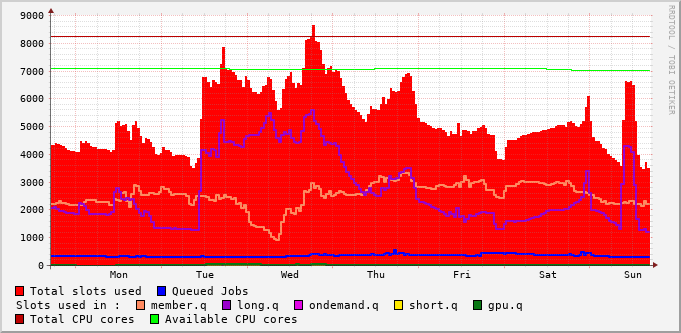 9000
8000
7000
6000
5000
4000
3000
2000
1000
0
Mon Tue Wed Thu Fri Sat Sun
RRDTOOL / TOBI OETIKER
Total slots used Queued Jobs
Slots used in : member.q long.q ondemand.q short.q gpu.q
Total CPU cores Available CPU cores